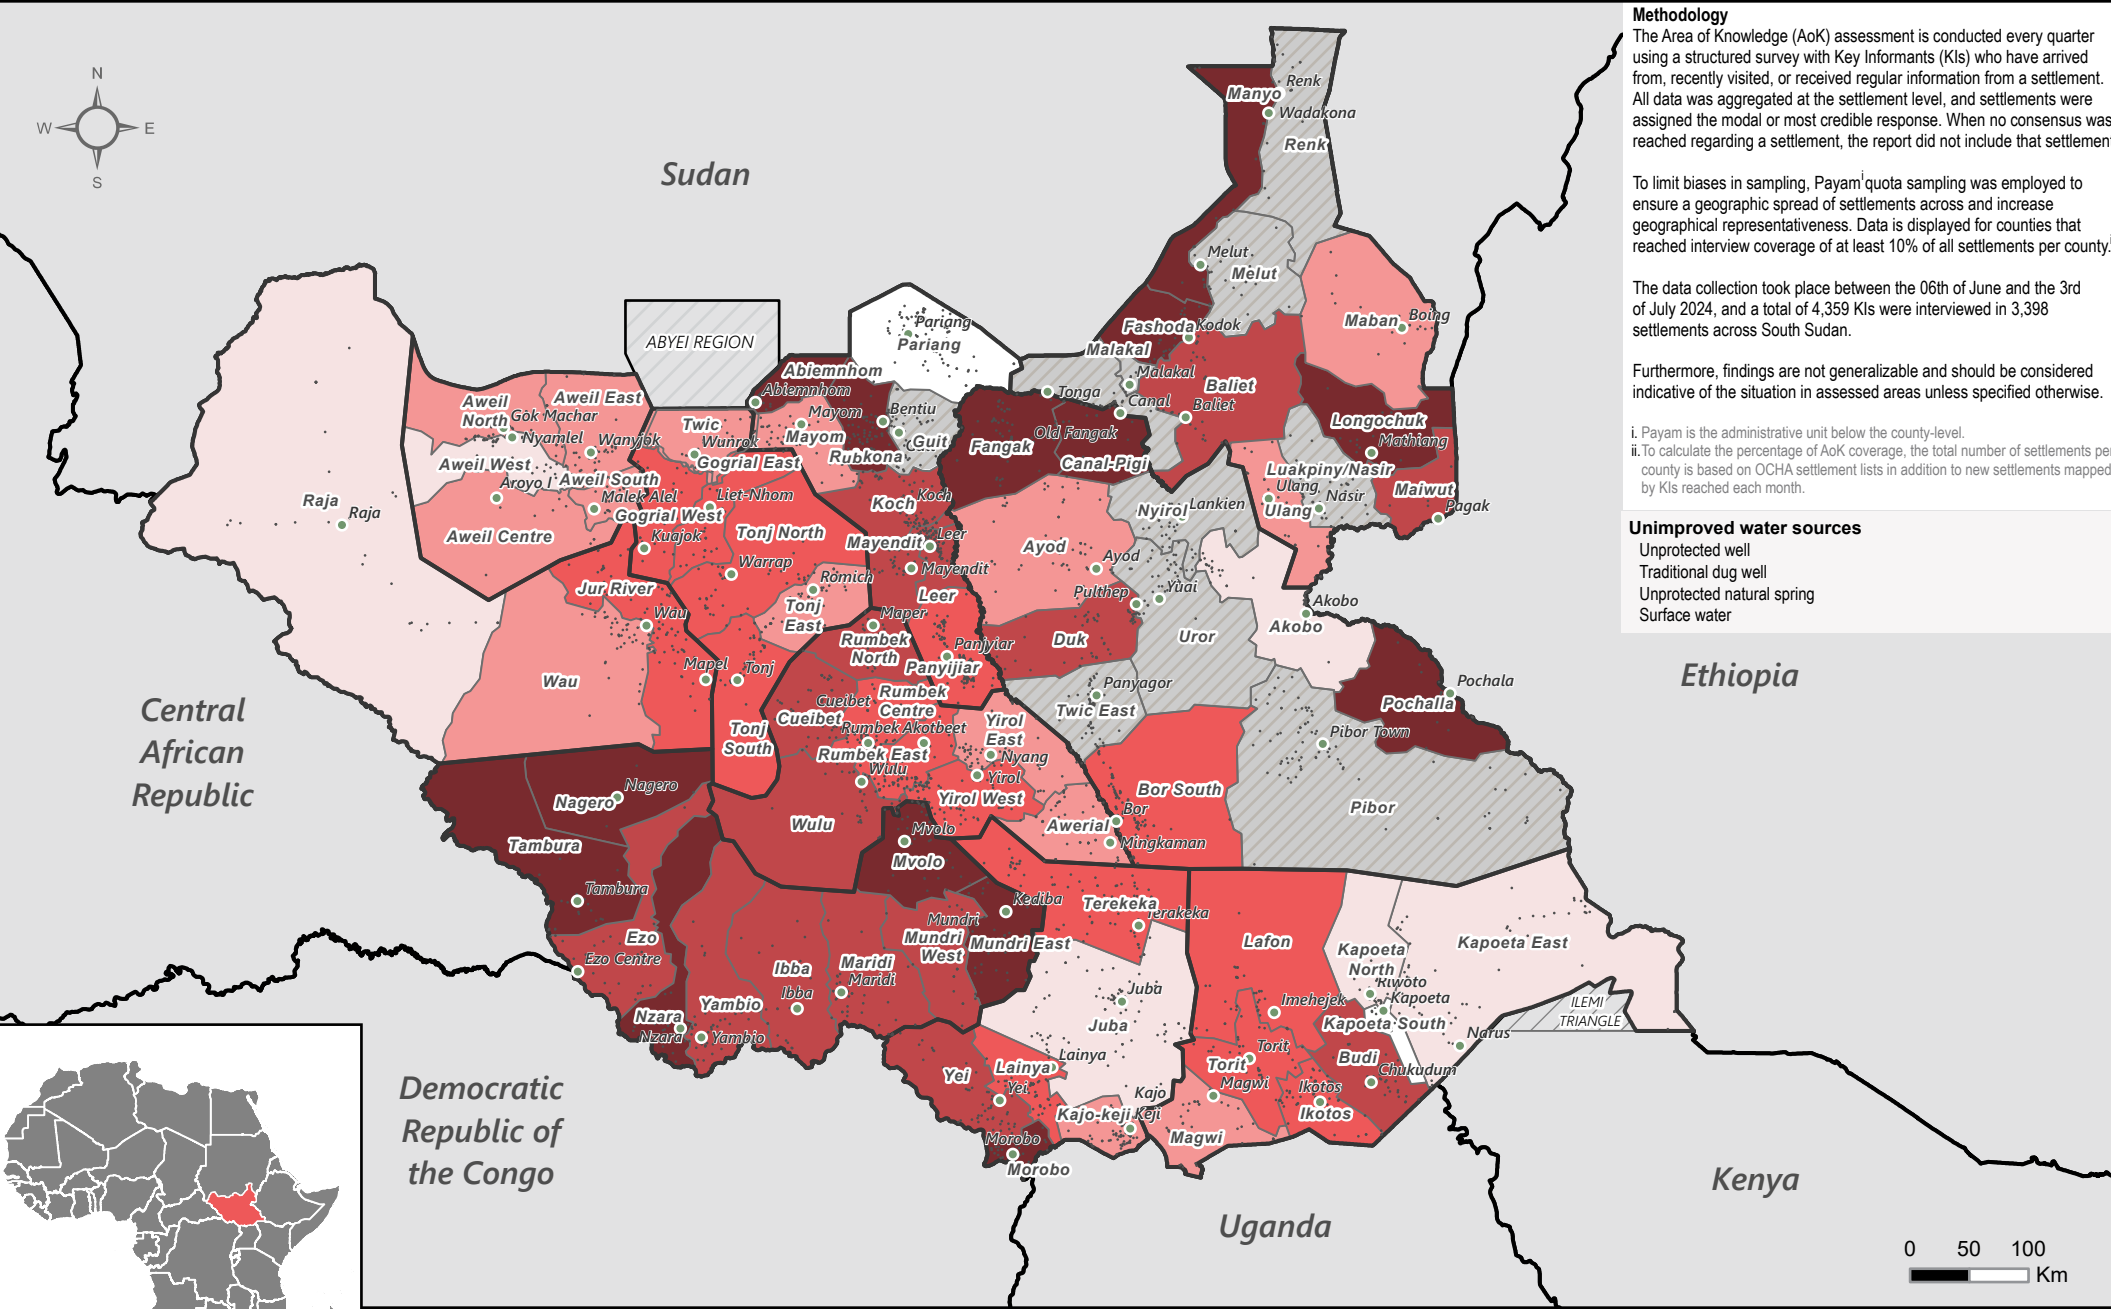 Methodology
The Area of Knowledge (AoK) assessment is conducted every quarter
using a structured survey with Key Informants (KIs) who have arrived
from, recently visited, or received regular information from a settlement.
All data was aggregated at the settlement level, and settlements were
assigned the modal or most credible response. When no consensus was
reached regarding a settlement, the report did not include that settlement
To limit biases in sampling, Payam i quota sampling was employed to
ensure a geographic spread of settlements across and increase
geographical representativeness. Data is displayed for counties that
reached interview coverage of at least 10% of all settlements per county.
The data collection took place between the 06th of June and the 3rd
of July 2024, and a total of 4,359 KIs were interviewed in 3,398
settlements across South Sudan.
Furthermore, findings are not generalizable and should be considered
indicative of the situation in assessed areas unless specified otherwise.
i. Payam is the administrative unit below the county-level.
ii. To calculate the percentage of AoK coverage, the total number of settlements per
county is based on OCHA settlement lists in addition to new settlements mapped
by KIs reached each month.
Unimproved water sources
Unprotected well
Traditional dug well
Unprotected natural spring
Surface water
N
W E
S
Sudan
Ethiopia
Kenya
Uganda
Central
African
Republic
Democratic
Republic of
the Congo
ABYEI REGION
ILEMI
TRIANGLE
Manyo
Renk
Wadakona
Renk
Melut
Melut
Fashoda
Kodok
Maban
Boing
Malakal
Malakal
Tonga
Canal
Baliet
Baliet
Pariang
Pariang
Abiemnhom
Abiemnhom
Mayom
Mayom
Bentiu
Guit
Rubkona
Fangak
Old Fangak
Canal-Pigi
Longochuk
Mathiang
Luakpiny/Nasir
Ulang
Nasir
Ulang
Maiwut
Pagak
Nyirol
Lankien
Aweil
North
Gok Machar
Aweil East
Nyamlel
Wanyjok
Aweil West
Aroyo
Aweil South
Malek Alel
Aweil Centre
Raja
Raja
Twic
Wunrok
Gogrial East
Liet-Nhom
Gogrial West
Kuajok
Tonj North
Warrap
Romich
Tonj
East
Koch
Koch
Mayendit
Leer
Mayendit
Leer
Ayod
Ayod
Pulthep
Yuai
Uror
Duk
Akobo
Akobo
Jur River
Wau
Wau
Mapel
Tonj
Tonj
South
Maper
Rumbek
North
Panjyiar
Panyijiar
Rumbek
Centre
Cueibet
Cueibet
Rumbek Akotbeet
Rumbek East
Wulu
Wulu
Yirol
East
Nyang
Yirol
Yirol West
Awerial
Bor
Mingkaman
Bor South
Panyagor
Twic East
Pochala
Pochalla
Pibor Town
Pibor
Nagero
Nagero
Tambura
Tambura
Ezo
Ezo Centre
Nzara
Nzara
Yambio
Yambio
Ibba
Ibba
Maridi
Maridi
Mvolo
Mvolo
Mundri
Mundri
West
Kediba
Mundri East
Terekeka
Terakeka
Juba
Juba
Lafon
Imehejek
Kapoeta
North
Riwoto
Kapoeta
Kapoeta South
Kapoeta East
Narus
Budi
Chukudum
Torit
Torit
Magwi
Magwi
Ikotos
Ikotos
Yei
Yei
Lainya
Lainya
Kajo
Keji
Kajo-keji
Morobo
Morobo
0 50 100
Km